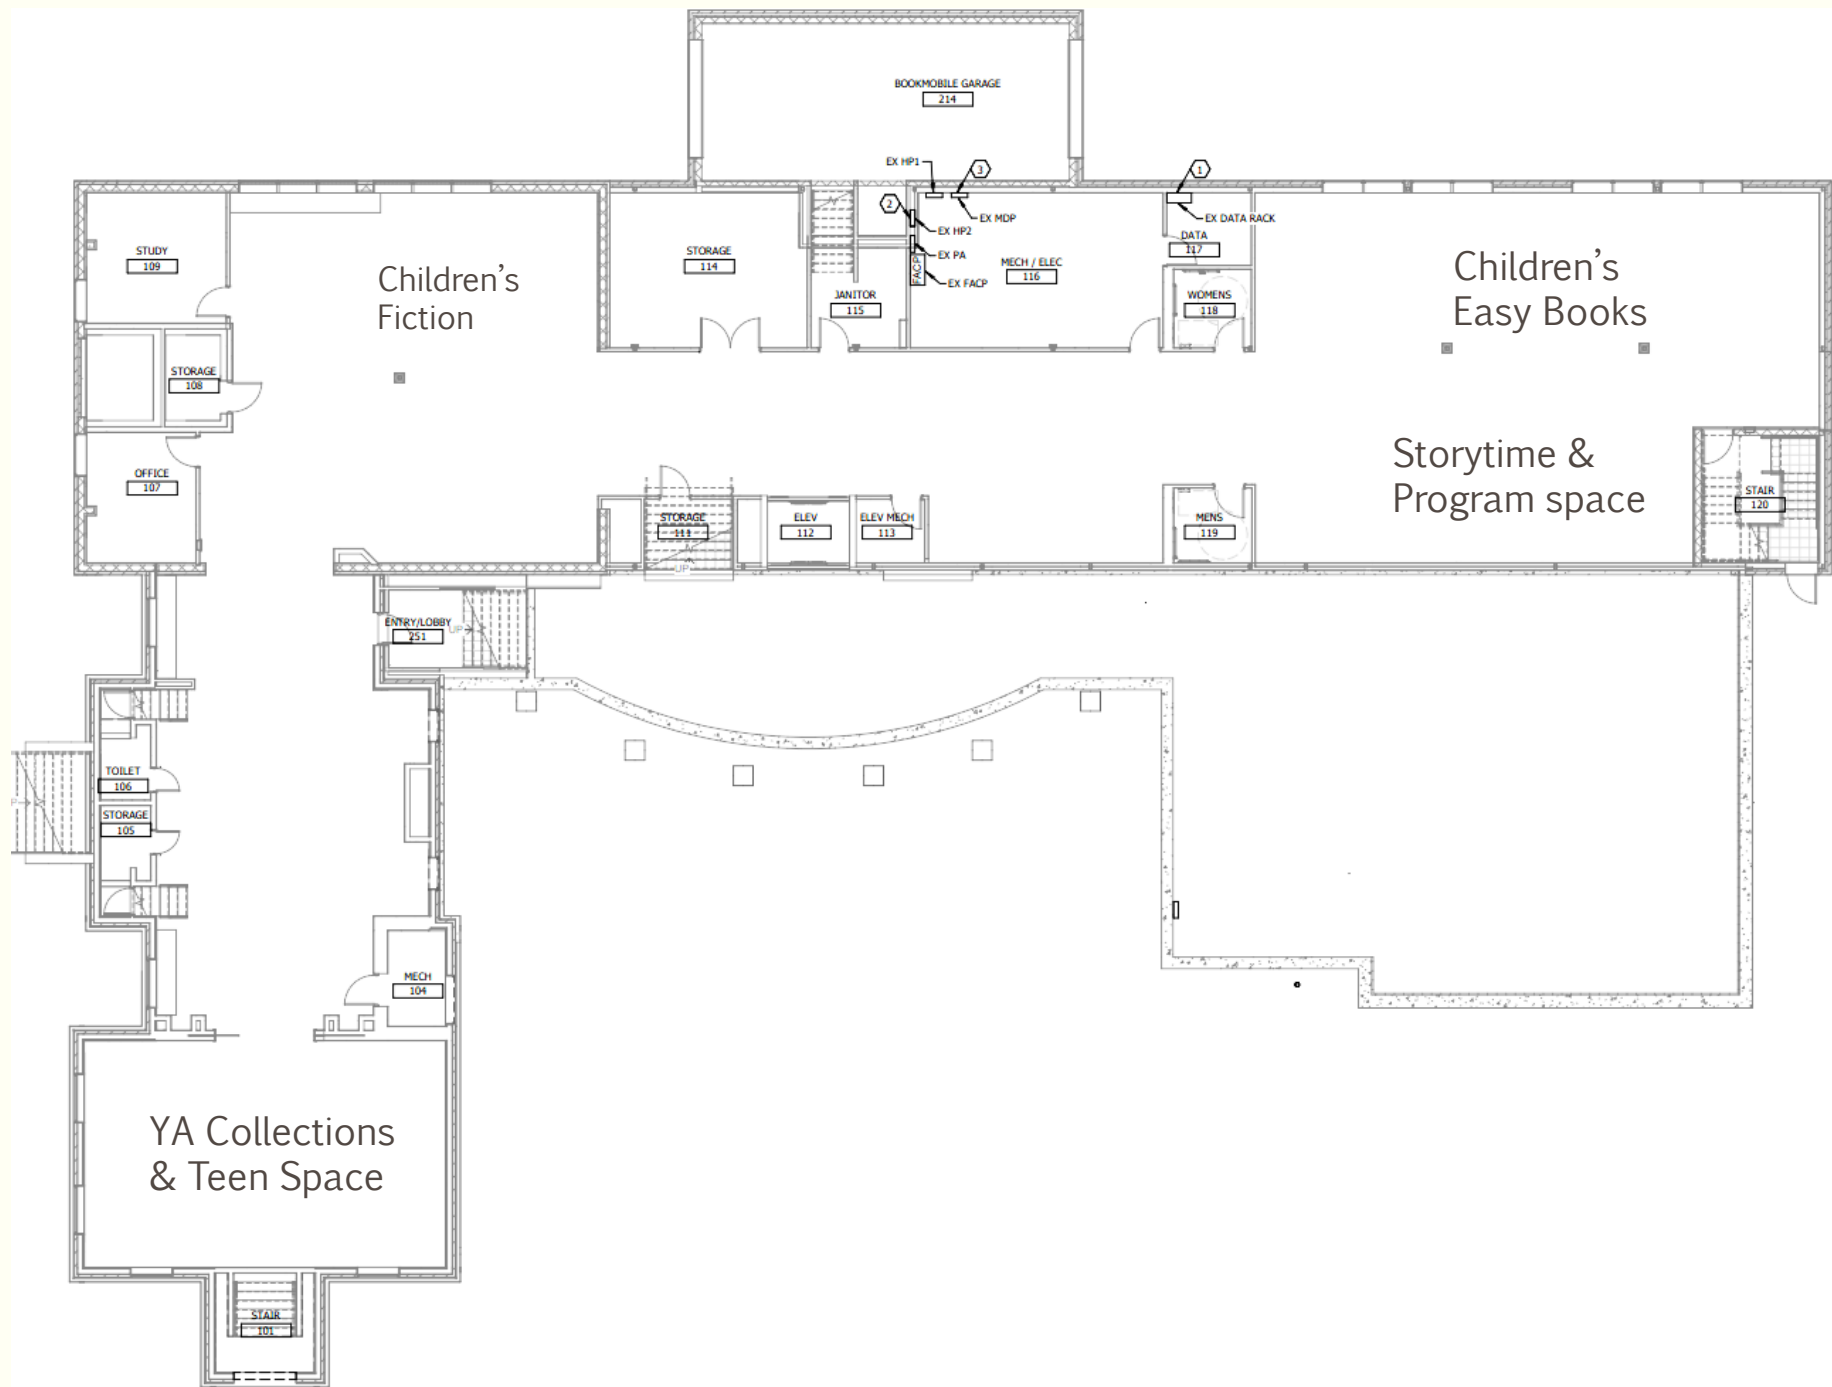 BOOKMOBILE GARAGE
214
EX HP1
3
1
2
EX MDP
EX DATA RACK
EX HP2
DATA
117
EX PA
MECH / ELEC
116
FACP
EX FACP
STUDY
109
Children's
Fiction
STORAGE
114
JANITOR
115
WOMENS
118
Children's
Easy Books
STORAGE
108
OFFICE
107
STORAGE
111
UP
ELEV
112
ELEV MECH
113
MENS
119
Storytime &
Program space
STAIR
120
ENTRY/LOBBY
251
UP
TOILET
106
STORAGE
105
MECH
104
YA Collections
& Teen Space
STAIR
101